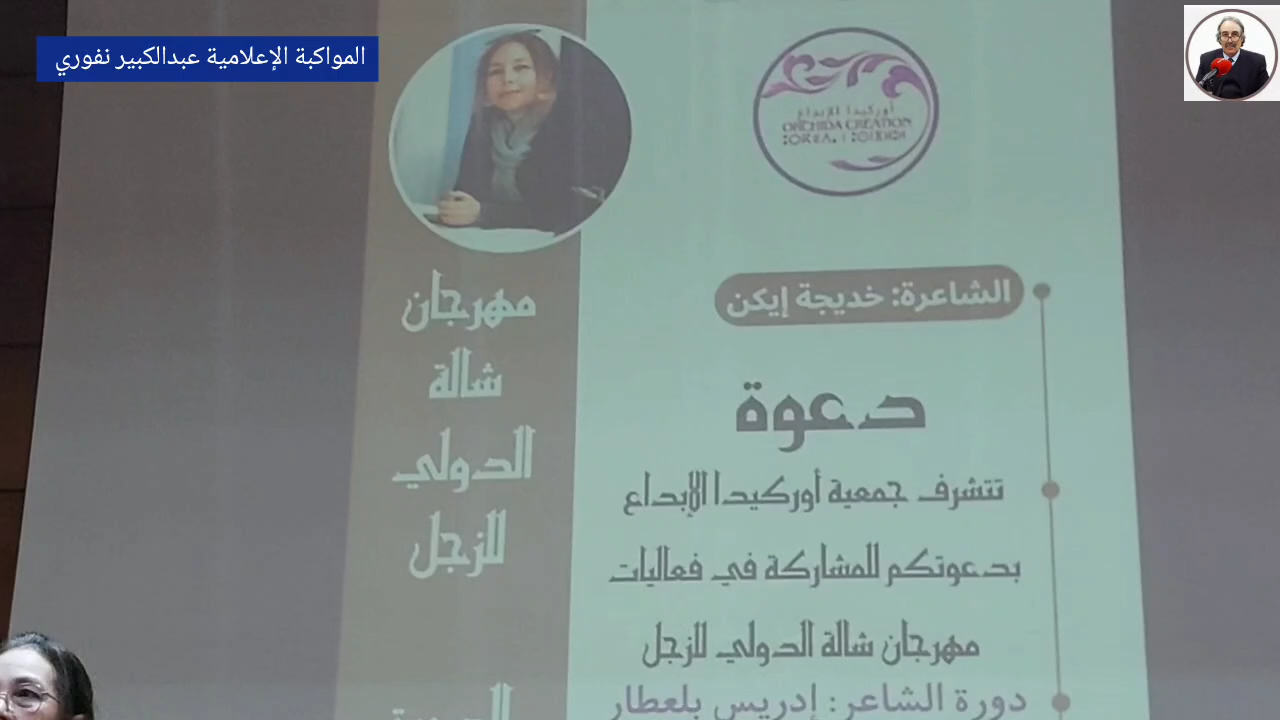 المواكبة الإعلامية عبدالكبير نفوري
أوركيدا للإبداع
ORCHIDA CREATION
الشاعرة: خديجة إيكن
دعوة
تتشرف جمعية أوركيدا الإبداع
بدعوتكم للمشاركة في فعاليات
مهرجان شالة الدولي للزجل
دورة الشاعر: إدريس بلعطار
مهرجان
شالة
الدولي
للزجل